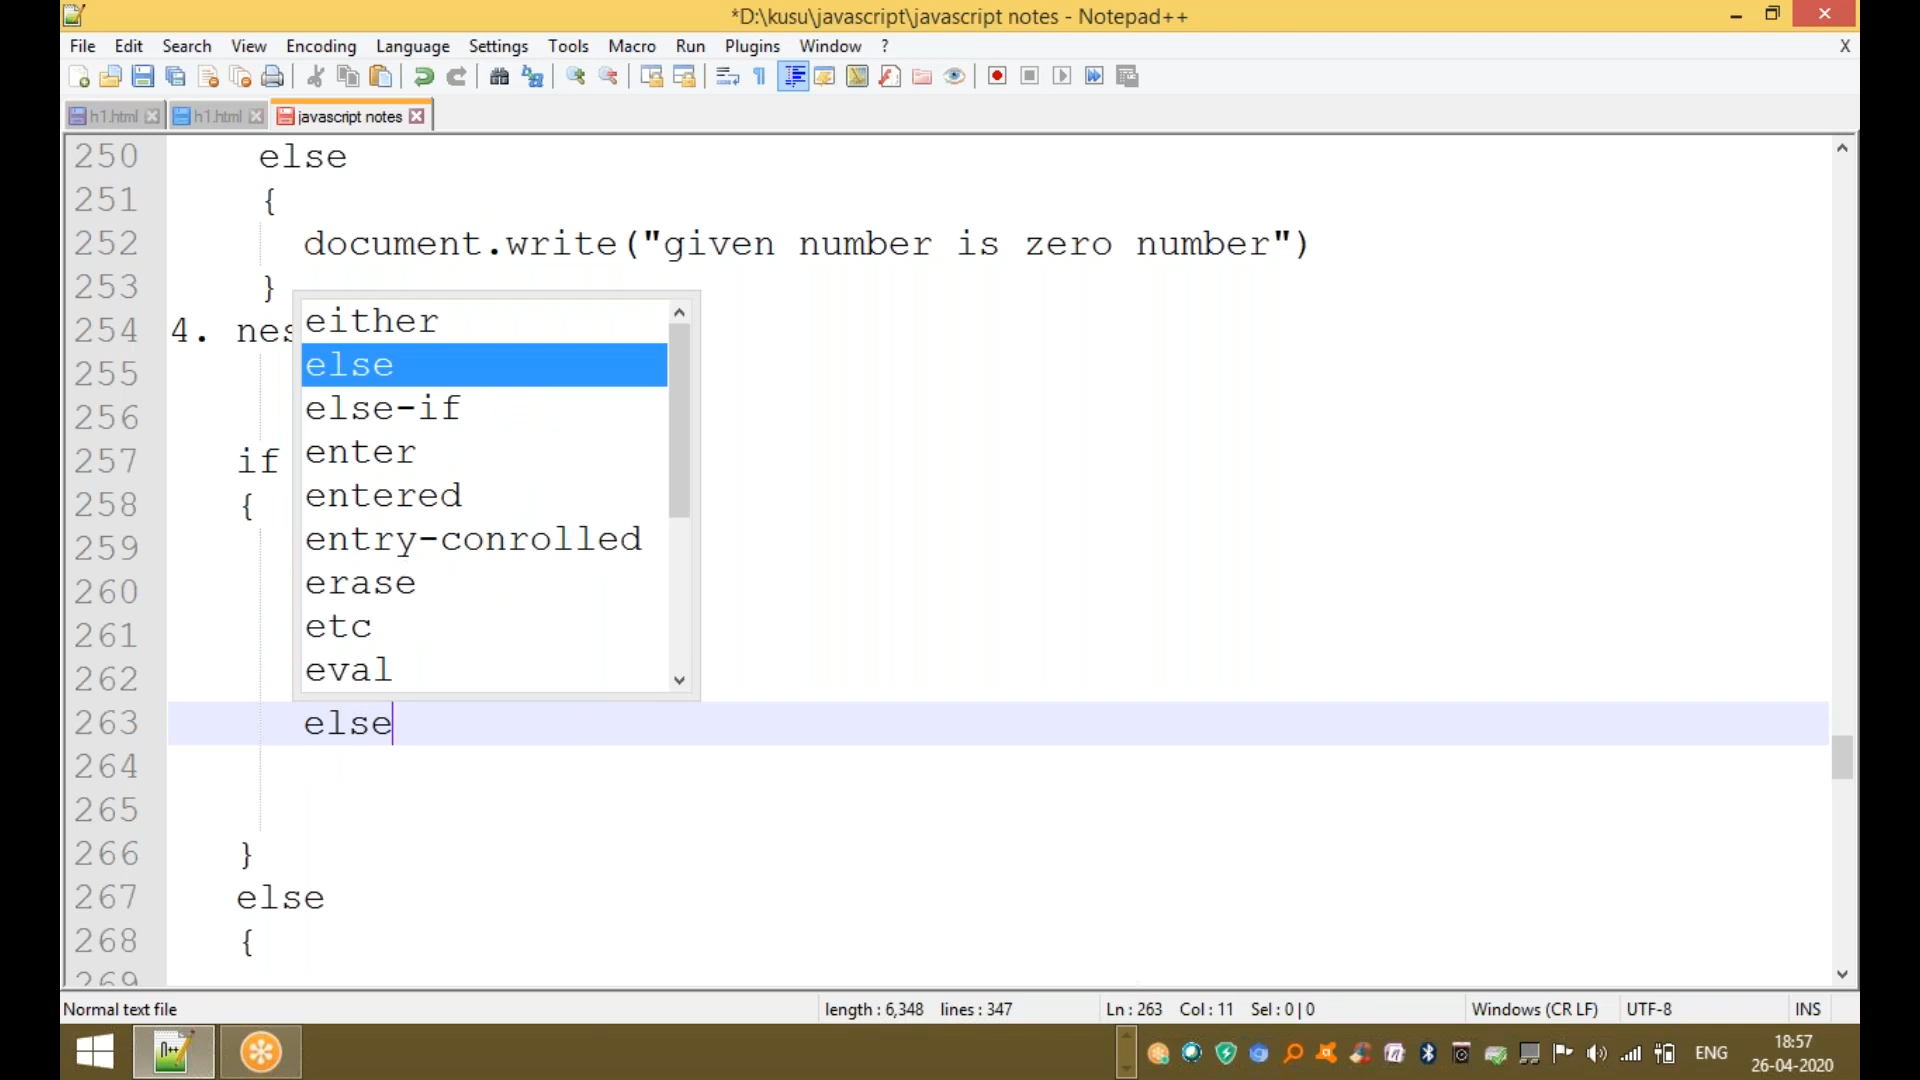 *D:\kusu\javascript\javascript notes - Notepad++
File Edit Search View Encoding Language Settings Tools Macro Run Plugins Window ? X
h1.html h1.html javascript notes
250 else
251 {
252 document.write("given number is zero number")
253 }
254 4. nes
255
256
257 if
258 {
259
260
261
262
263 else
264
265
266 }
267 else
268 {
269
either
else
else-if
enter
entered
entry-conrolled
erase
etc
eval
Normal text file length : 6,348 lines : 347 Ln : 263 Col : 11 Sel : 0 | 0 Windows (CR LF) UTF-8 INS
ENG 18:57
26-04-2020